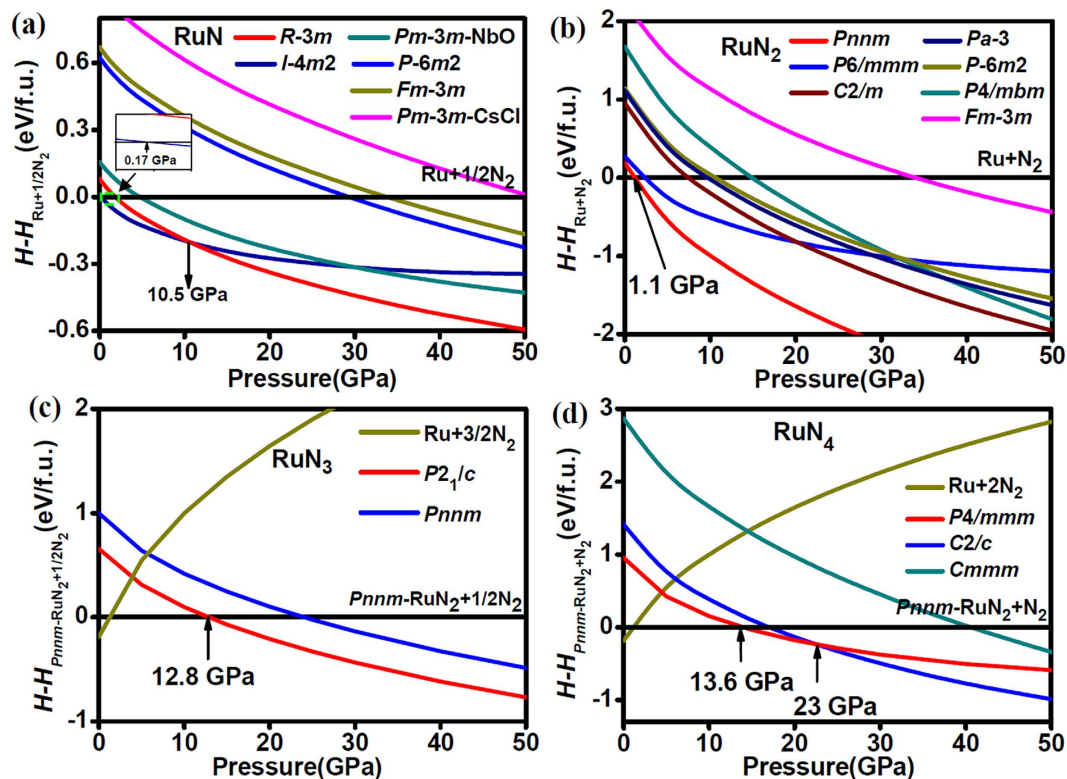 (a)
RuN
R-3m
I-4m2
Pm-3m-NbO
P-6m2
Fm-3m
Pm-3m-CsCl
0.17 GPa
Ru+1/2N2
10.5 GPa
0.6
0.3
0.0
-0.3
-0.6
H-H Ru+1/2N2 (eV/f.u.)
0 10 20 30 40 50
Pressure(GPa)
(b)
RuN2
Pnnm
P6/mmm
C2/m
Pa-3
P-6m2
P4/mbm
Fm-3m
Ru+N2
1.1 GPa
2
1
0
-1
-2
H-H Ru+N2 (eV/f.u.)
0 10 20 30 40 50
Pressure(GPa)
(c)
RuN3
Ru+3/2N2
P21/c
Pnnm
Pnnm-RuN2+1/2N2
12.8 GPa
2
1
0
-1
H-H Pnnm-RuN2+1/2N2 (eV/f.u.)
0 10 20 30 40 50
Pressure(GPa)
(d)
RuN4
Ru+2N2
P4/mmm
C2/c
Cmmm
Pnnm-RuN2+N2
13.6 GPa
23 GPa
3
2
1
0
-1
H-H Pnnm-RuN2+N2 (eV/f.u.)
0 10 20 30 40 50
Pressure(GPa)